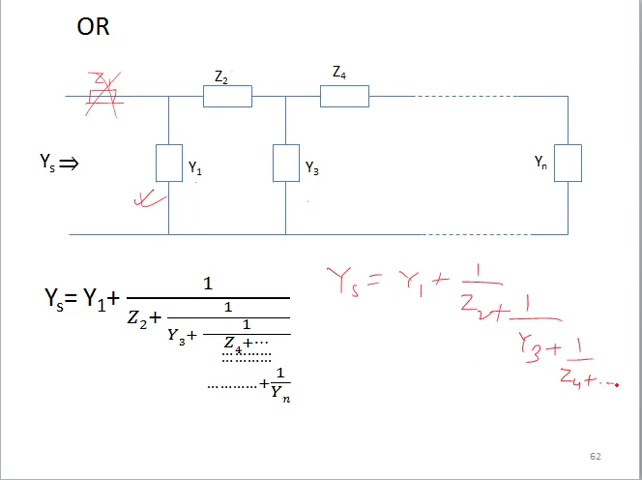 OR
Z
Z₂
Z₄
Yₛ ⇒
Y₁
Y₃
Yₙ
Yₛ= Y₁+ 1
Z₂+ 1
Y₃+ 1
Z₄+⋯
…………
…………
…………+ 1
Yₙ
Yₛ = Y₁ + 1
Z₂+ 1
Y₃ + 1
Z₄+...
62